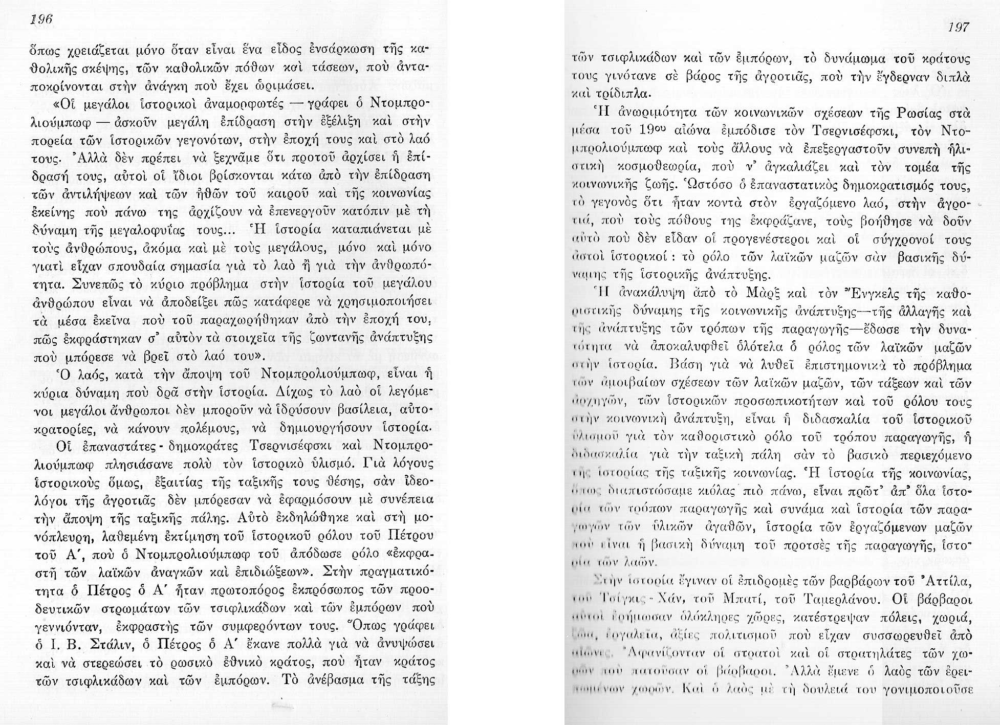 196
ὅπως χρειάζεται μόνο ὅταν εἶναι ἕνα εἶδος ἐνσάρκωση τῆς κα-
θολικῆς σκέψης, τῶν καθολικῶν πόθων καὶ τάσεων, ποὺ ἀντα-
ποκρίνονται στὴν ἀνάγκη ποὺ ἔχει ὡριμάσει.
«Οἱ μεγάλοι ἱστορικοὶ ἀναμορφωτές — γράφει ὁ Ντομπρο-
λιούμπωφ — ἀσκοῦν μεγάλη ἐπίδραση στὴν ἐξέλιξη καὶ στὴν
πορεία τῶν ἱστορικῶν γεγονότων, στὴν ἐποχή τους καὶ στὸ λαό
τους. Ἀλλὰ δὲν πρέπει νὰ ξεχνᾶμε ὅτι προτοῦ ἀρχίσει ἡ ἐπί-
δρασή τους, αὐτοὶ οἱ ἴδιοι βρίσκονται κάτω ἀπὸ τὴν ἐπίδραση
τῶν ἀντιλήψεων καὶ τῶν ἠθῶν τοῦ καιροῦ καὶ τῆς κοινωνίας
ἐκείνης ποὺ πάνω της ἀρχίζουν νὰ ἐπενεργοῦν κατόπιν μὲ τὴ
δύναμη τῆς μεγαλοφυΐας τους... Ἡ ἱστορία καταπιάνεται μὲ
τοὺς ἀνθρώπους, ἀκόμα καὶ μὲ τοὺς μεγάλους, μόνο καὶ μόνο
γιατὶ εἶχαν σπουδαία σημασία γιὰ τὸ λαὸ ἢ γιὰ τὴν ἀνθρωπό-
τητα. Συνεπῶς τὸ κύριο πρόβλημα στὴν ἱστορία τοῦ μεγάλου
ἀνθρώπου εἶναι νὰ ἀποδείξει πῶς κατάφερε νὰ χρησιμοποιήσει
τὰ μέσα ἐκεῖνα ποὺ τοῦ παραχωρήθηκαν ἀπὸ τὴν ἐποχή του,
πῶς ἐκφράστηκαν σ' αὐτὸν τὰ στοιχεῖα τῆς ζωντανῆς ἀνάπτυξης
ποὺ μπόρεσε νὰ βρεῖ στὸ λαό του».
Ὁ λαός, κατὰ τὴν ἄποψη τοῦ Ντομπρολιούμπωφ, εἶναι ἡ
κύρια δύναμη ποὺ δρᾶ στὴν ἱστορία. Δίχως τὸ λαὸ οἱ λεγόμε-
νοι μεγάλοι ἄνθρωποι δὲν μποροῦν νὰ ἱδρύσουν βασίλεια, αὐτο-
κρατορίες, νὰ κάνουν πολέμους, νὰ δημιουργήσουν ἱστορία.
Οἱ ἐπαναστάτες - δημοκράτες Τσερνισέφσκι καὶ Ντομπρο-
λιούμπωφ πλησιάσανε πολὺ τὸν ἱστορικὸ ὑλισμό. Γιὰ λόγους
ἱστορικοὺς ὅμως, ἐξαιτίας τῆς ταξικῆς τους θέσης, σὰν ἰδεο-
λόγοι τῆς ἀγροτιᾶς δὲν μπόρεσαν νὰ ἐφαρμόσουν μὲ συνέπεια
τὴν ἄποψη τῆς ταξικῆς πάλης. Αὐτὸ ἐκδηλώθηκε καὶ στὴ μο-
νόπλευρη, λαθεμένη ἐκτίμηση τοῦ ἱστορικοῦ ρόλου τοῦ Πέτρου
τοῦ Α΄, ποὺ ὁ Ντομπρολιούμπωφ τοῦ ἀπόδωσε ρόλο «ἐκφρα-
στῆ τῶν λαϊκῶν ἀναγκῶν καὶ ἐπιδιώξεων». Στὴν πραγματικό-
τητα ὁ Πέτρος ὁ Α΄ ἦταν πρωτοπόρος ἐκπρόσωπος τῶν προο-
δευτικῶν στρωμάτων τῶν τσιφλικάδων καὶ τῶν ἐμπόρων ποὺ
γεννιόνταν, ἐκφραστὴς τῶν συμφερόντων τους. Ὅπως γράφει
ὁ Ι. Β. Στάλιν, ὁ Πέτρος ὁ Α΄ ἔκανε πολλὰ γιὰ νὰ ἀνυψώσει
καὶ νὰ στερεώσει τὸ ρωσικὸ ἐθνικὸ κράτος, ποὺ ἦταν κράτος
τῶν τσιφλικάδων καὶ τῶν ἐμπόρων. Τὸ ἀνέβασμα τῆς τάξης
197
τῶν τσιφλικάδων καὶ τῶν ἐμπόρων, τὸ δυνάμωμα τοῦ κράτους
τους γινότανε σὲ βάρος τῆς ἀγροτιᾶς, ποὺ τὴν ἔγδερναν διπλὰ
καὶ τρίδιπλα.
Ἡ ἀνωριμότητα τῶν κοινωνικῶν σχέσεων τῆς Ρωσίας στὰ
μέσα τοῦ 19ου αἰώνα ἐμπόδισε τὸν Τσερνισέφσκι, τὸν Ντο-
μπρολιούμπωφ καὶ τοὺς ἄλλους νὰ ἐπεξεργαστοῦν συνεπὴ ἡλι-
στικὴ κοσμοθεωρία, ποὺ ν' ἀγκαλιάζει καὶ τὸν τομέα τῆς
κοινωνικῆς ζωῆς. Ὡστόσο ὁ ἐπαναστατικὸς δημοκρατισμός τους,
τὸ γεγονὸς ὅτι ἦταν κοντὰ στὸν ἐργαζόμενο λαό, στὴν ἀγρο-
τιά, ποὺ τοὺς πόθους της ἐκφράζανε, τοὺς βοήθησε νὰ δοῦν
αὐτὸ ποὺ δὲν εἶδαν οἱ προγενέστεροι καὶ οἱ σύγχρονοί τους
ἀστοὶ ἱστορικοί : τὸ ρόλο τῶν λαϊκῶν μαζῶν σὰν βασικῆς δύ-
ναμης τῆς ἱστορικῆς ἀνάπτυξης.
Ἡ ἀνακάλυψη ἀπὸ τὸ Μὰρξ καὶ τὸν Ἔνγκελς τῆς καθο-
ριστικῆς δύναμης τῆς κοινωνικῆς ἀνάπτυξης—τῆς ἀλλαγῆς καὶ
τῆς ἀνάπτυξης τῶν τρόπων τῆς παραγωγῆς—ἔδωσε τὴν δυνα-
τότητα νὰ ἀποκαλυφθεῖ ὁλότελα ὁ ρόλος τῶν λαϊκῶν μαζῶν
στὴν ἱστορία. Βάση γιὰ νὰ λυθεῖ ἐπιστημονικὰ τὸ πρόβλημα
τῶν ἀμοιβαίων σχέσεων τῶν λαϊκῶν μαζῶν, τῶν τάξεων καὶ τῶν
ἀρχηγῶν, τῶν ἱστορικῶν προσωπικοτήτων καὶ τοῦ ρόλου τους
στὴν κοινωνικὴ ἀνάπτυξη, εἶναι ἡ διδασκαλία τοῦ ἱστορικοῦ
ὑλισμοῦ γιὰ τὸν καθοριστικὸ ρόλο τοῦ τρόπου παραγωγῆς, ἡ
διδασκαλία γιὰ τὴν ταξικὴ πάλη σὰν τὸ βασικὸ περιεχόμενο
τῆς ἱστορίας τῆς ταξικῆς κοινωνίας. Ἡ ἱστορία τῆς κοινωνίας,
ὅπως διαπιστώσαμε κιόλας πιὸ πάνω, εἶναι πρῶτ' ἀπ' ὅλα ἱστο-
ρία τῶν τρόπων παραγωγῆς καὶ συνάμα καὶ ἱστορία τῶν παρα-
γωγῶν τῶν ὑλικῶν ἀγαθῶν, ἱστορία τῶν ἐργαζόμενων μαζῶν
ποὺ εἶναι ἡ βασικὴ δύναμη τοῦ προτσὲς τῆς παραγωγῆς, ἱστο-
ρία τῶν λαῶν.
Στὴν ἱστορία ἔγιναν οἱ ἐπιδρομὲς τῶν βαρβάρων τοῦ Ἀττίλα,
τοῦ Τσίγκις - Χάν, τοῦ Μπατί, τοῦ Ταμερλάνου. Οἱ βάρβαροι
αὐτοὶ ἐρήμωσαν ὁλόκληρες χῶρες, κατέστρεψαν πόλεις, χωριά,
ζῶα, ἐργαλεῖα, ἀξίες πολιτισμοῦ ποὺ εἶχαν συσσωρευθεῖ ἀπὸ
αἰῶνες. Ἀφανίζονταν οἱ στρατοὶ καὶ οἱ στρατηλάτες τῶν χω-
ρῶν ποὺ πατοῦσαν οἱ βάρβαροι. Ἀλλὰ ἔμενε ὁ λαὸς τῶν ἐρει-
πωμένων χωρῶν. Καὶ ὁ λαὸς μὲ τὴ δουλειά του γονιμοποιοῦσε